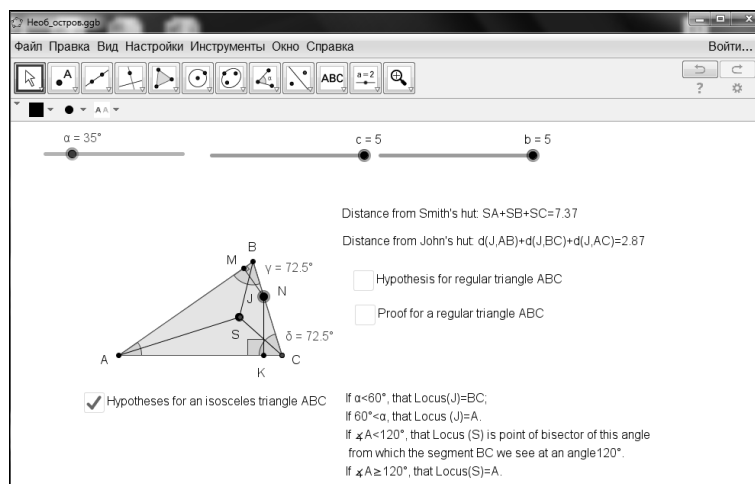 Необ_остров.ggb
Файл Правка Вид Настройки Инструменты Окно Справка
Войти...
ABC
a=2
?
A A
α = 35°
c = 5
b = 5
Distance from Smith's hut: SA+SB+SC=7.37
Distance from John's hut: d(J,AB)+d(J,BC)+d(J,AC)=2.87
B
M
γ = 72.5°
Hypothesis for regular triangle ABC
J
N
Proof for a regular triangle ABC
S
δ = 72.5°
A
C
K
Hypotheses for an isosceles triangle ABC
If α<60°, that Locus(J)=BC;
If 60°<α, that Locus (J)=A.
If ∡A<120°, that Locus (S) is point of bisector of this angle
from which the segment BC we see at an angle120°.
If ∡A≥120°, that Locus(S)=A.